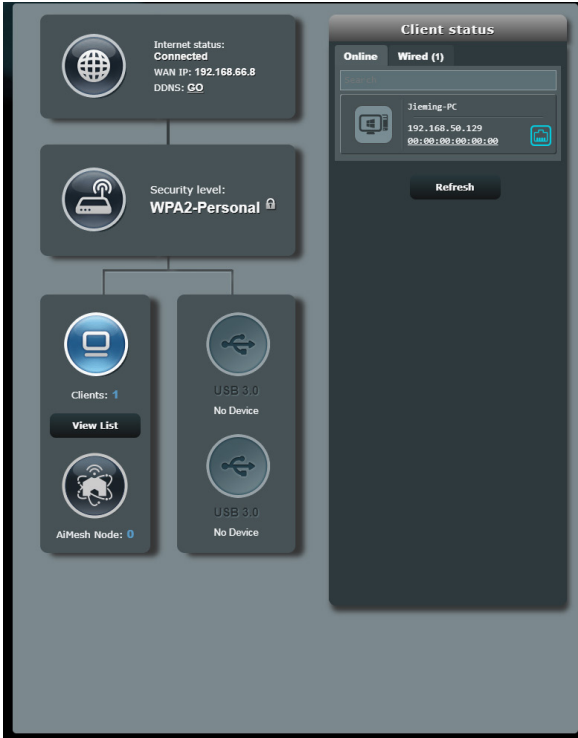 Internet status:
Connected
WAN IP: 192.168.66.8
DDNS: GO
Security level:
WPA2-Personal
Clients: 1
View List
AiMesh Node: 0
USB 3.0
No Device
USB 3.0
No Device
Client status
Online Wired (1)
Search
Jieming-PC
192.168.50.129
00:00:00:00:00:00
Refresh